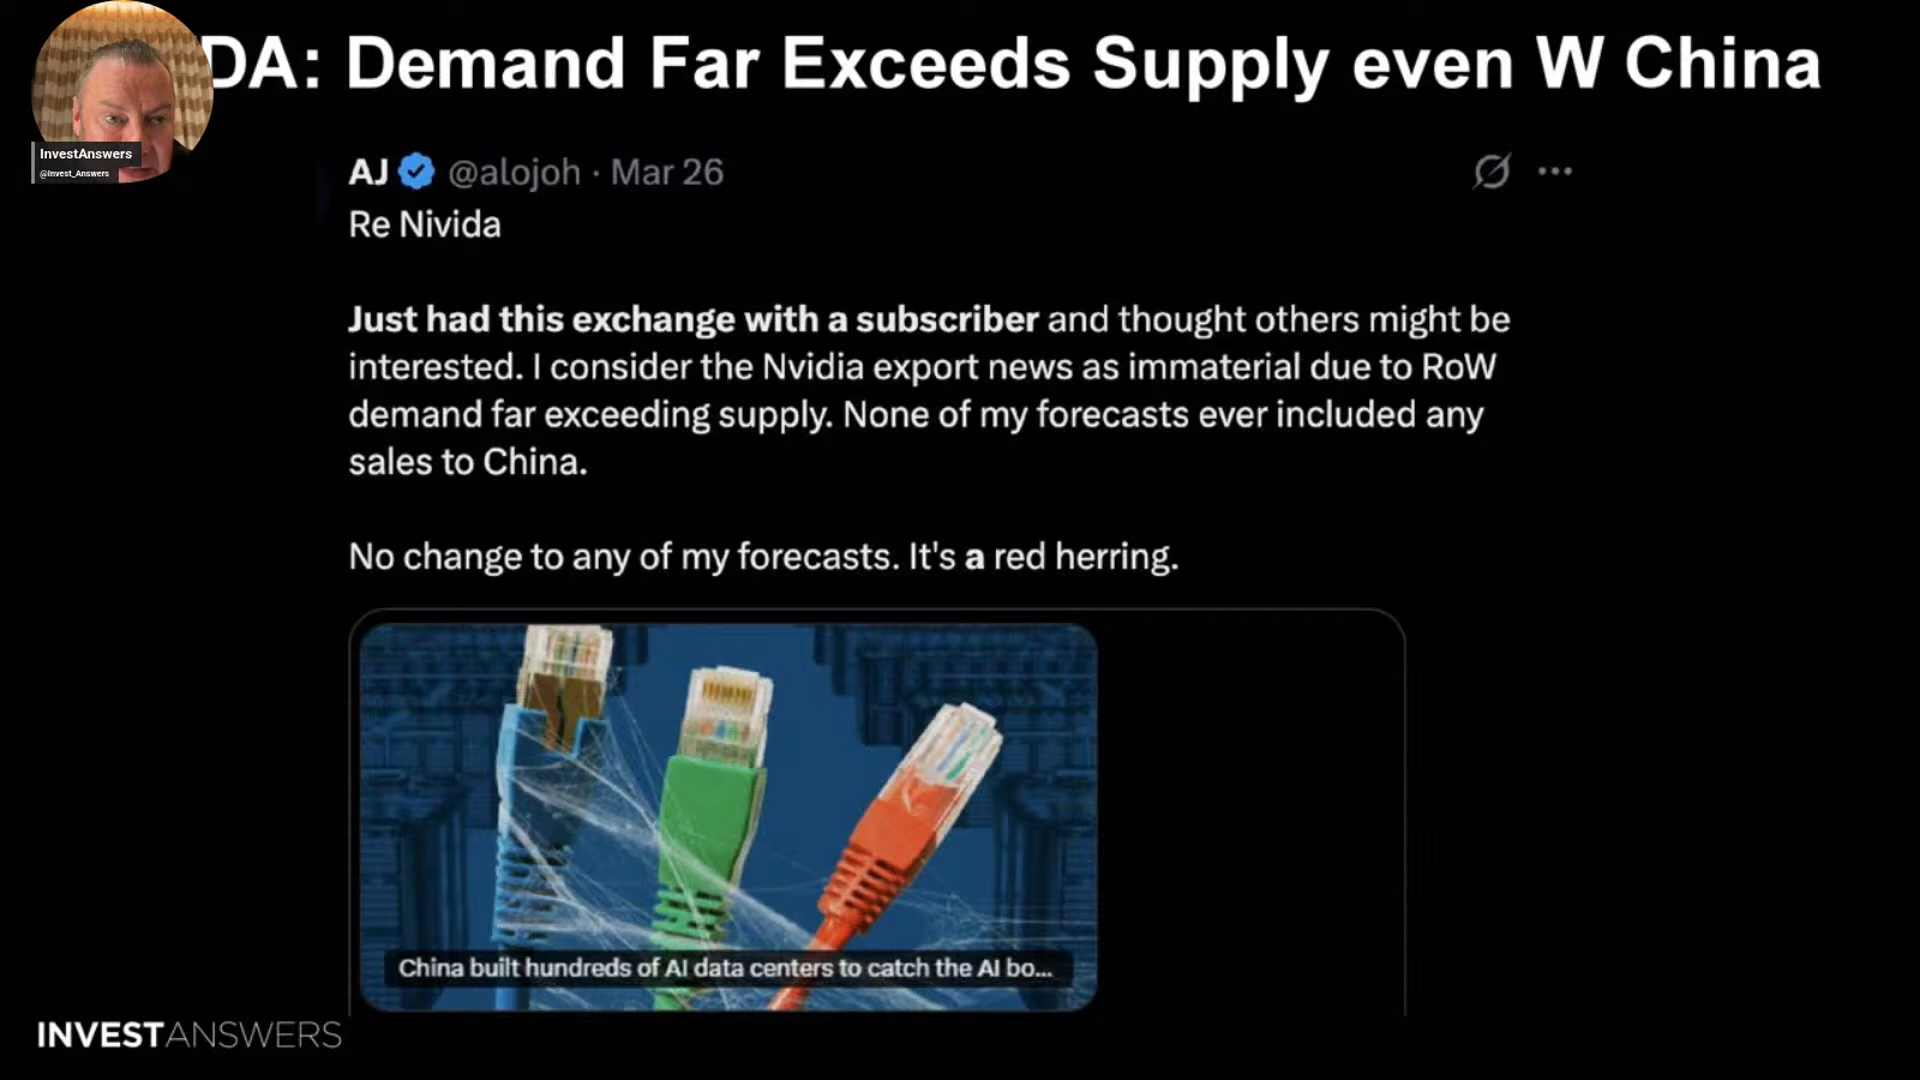 DA: Demand Far Exceeds Supply even W China
InvestAnswers
@Invest_Answers
AJ @alojoh · Mar 26
Re Nivida
Just had this exchange with a subscriber and thought others might be
interested. I consider the Nvidia export news as immaterial due to RoW
demand far exceeding supply. None of my forecasts ever included any
sales to China.
No change to any of my forecasts. It's a red herring.
China built hundreds of AI data centers to catch the AI bo...
INVESTANSWERS